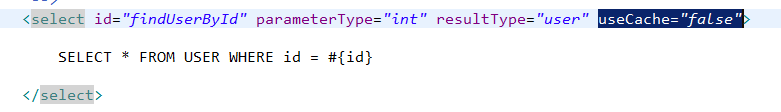 <select id="findUserById" parameterType="int" resultType="user" useCache="false">
SELECT * FROM USER WHERE id = #{id}
</select>